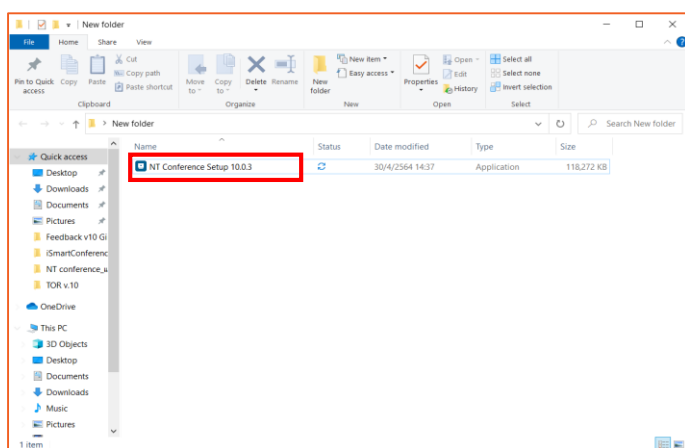 New folder
File Home Share View
Pin to Quick access
Copy
Paste
Cut
Copy path
Paste shortcut
Clipboard
Move to
Copy to
Delete
Rename
Organize
New folder
New item
Easy access
New
Properties
Open
Edit
History
Open
Select all
Select none
Invert selection
Select
New folder
Search New folder
Name Status Date modified Type Size
NT Conference Setup 10.0.3 30/4/2564 14:37 Application 118,272 KB
Quick access
Desktop
Downloads
Documents
Pictures
Feedback v10 Gi
iSmartConferenc
NT conference_u
TOR v.10
OneDrive
This PC
3D Objects
Desktop
Documents
Downloads
Music
Pictures
1 item